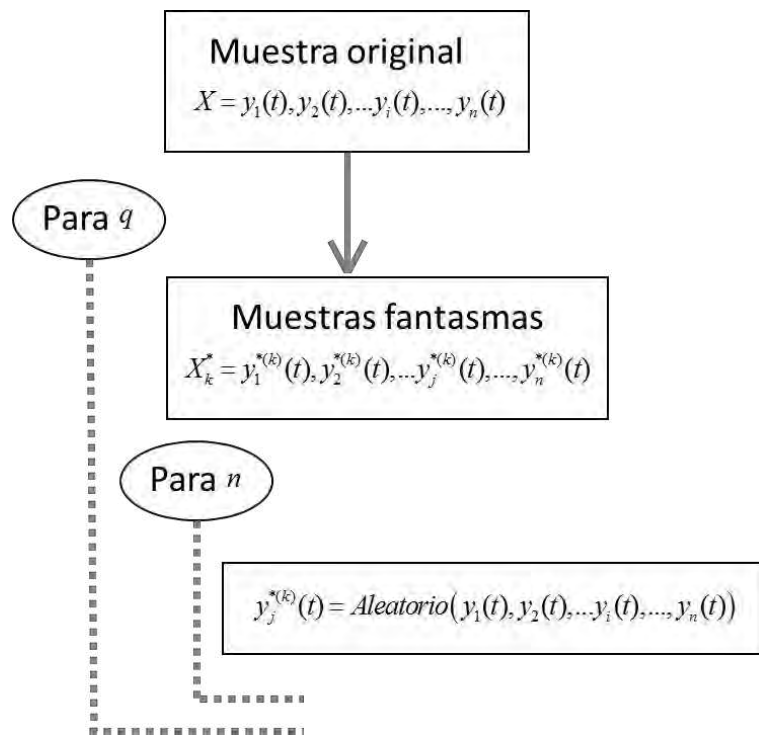 Muestra original
X = y₁(t), y₂(t),...yᵢ(t),..., yₙ(t)
Para q
Muestras fantasmas
X*ₖ = y₁*⁽ᵏ⁾(t), y₂*⁽ᵏ⁾(t),...yⱼ*⁽ᵏ⁾(t),..., yₙ*⁽ᵏ⁾(t)
Para n
yⱼ*⁽ᵏ⁾(t) = Aleatorio(y₁(t), y₂(t),...yᵢ(t),..., yₙ(t))